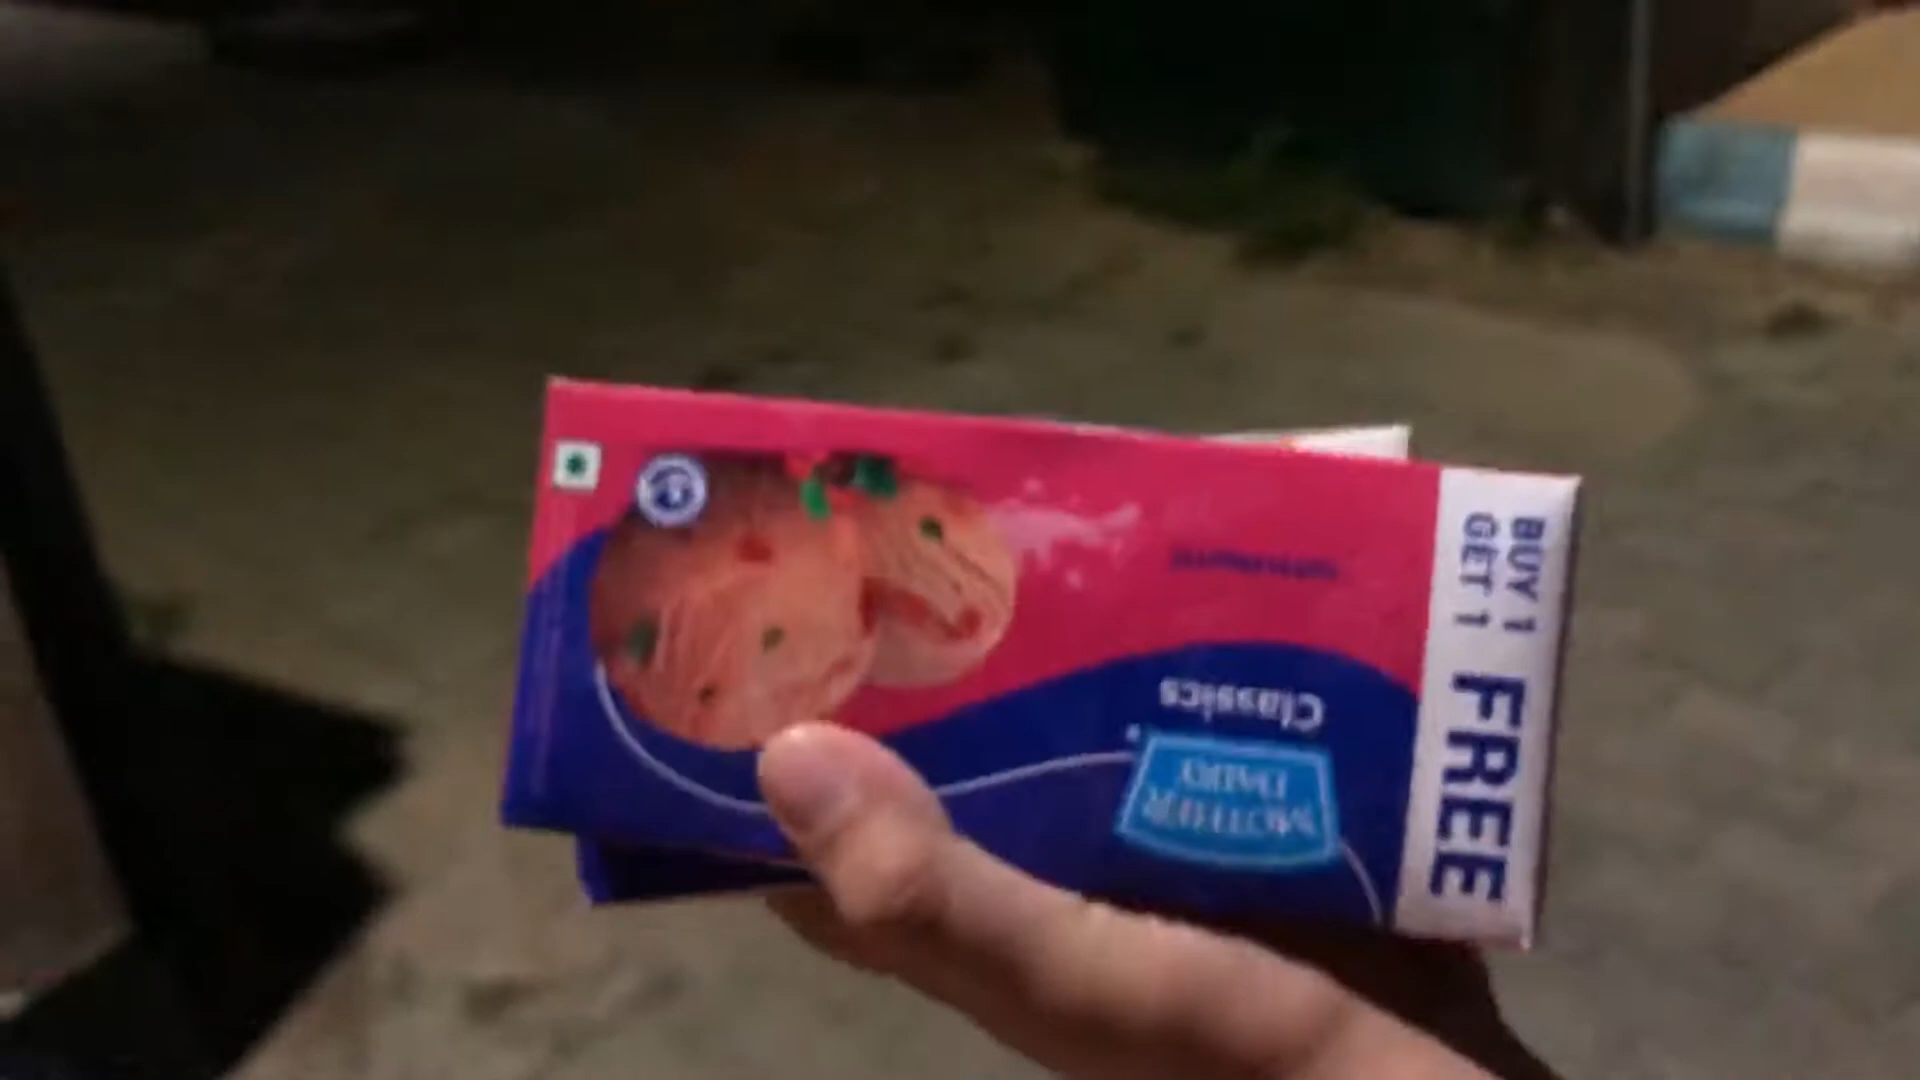 MOTHER
DAIRY
Classics
BUY 1
GET 1
FREE